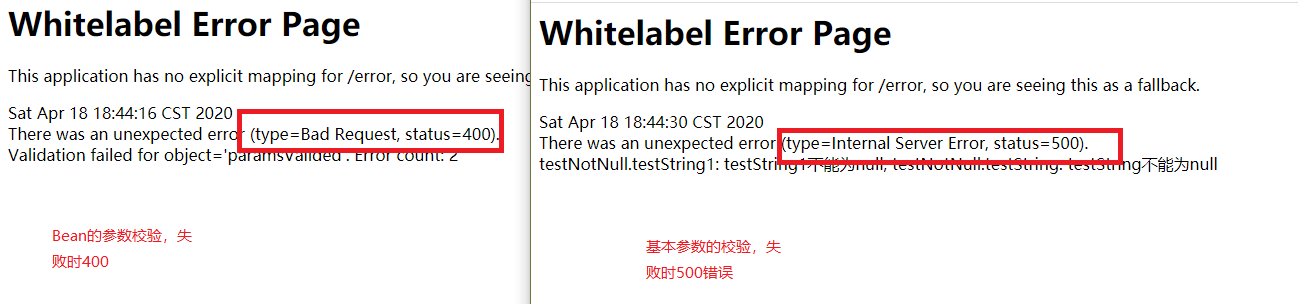 Whitelabel Error Page
This application has no explicit mapping for /error, so you are seeing
Sat Apr 18 18:44:16 CST 2020
There was an unexpected error (type=Bad Request, status=400).
Validation failed for object='paramsValided'. Error count: 2
Bean的参数校验，失
败时400
Whitelabel Error Page
This application has no explicit mapping for /error, so you are seeing this as a fallback.
Sat Apr 18 18:44:30 CST 2020
There was an unexpected error (type=Internal Server Error, status=500).
testNotNull.testString1: testString1不能为null, testNotNull.testString: testString不能为null
基本参数的校验，失
败时500错误